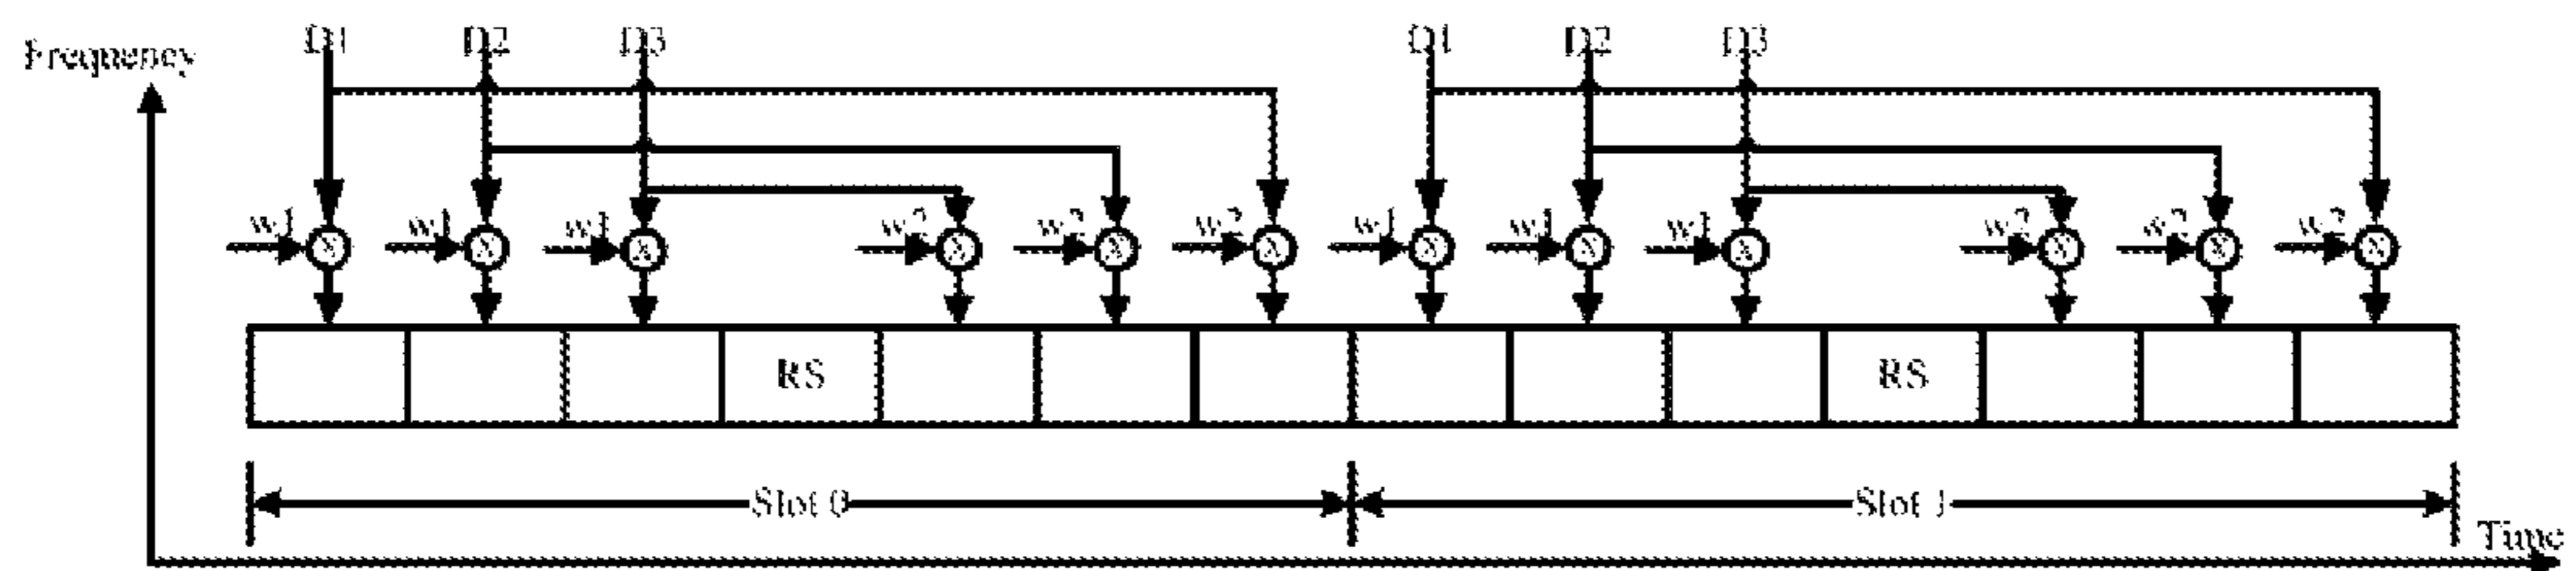 D1 D2 D3 D1 D2 D3
Frequency
w1 w1 w1 w2 w2 w2 w1 w1 w1 w2 w2 w2
X X X X X X X X X X X X
RS RS
Slot 0 Slot 1
Time